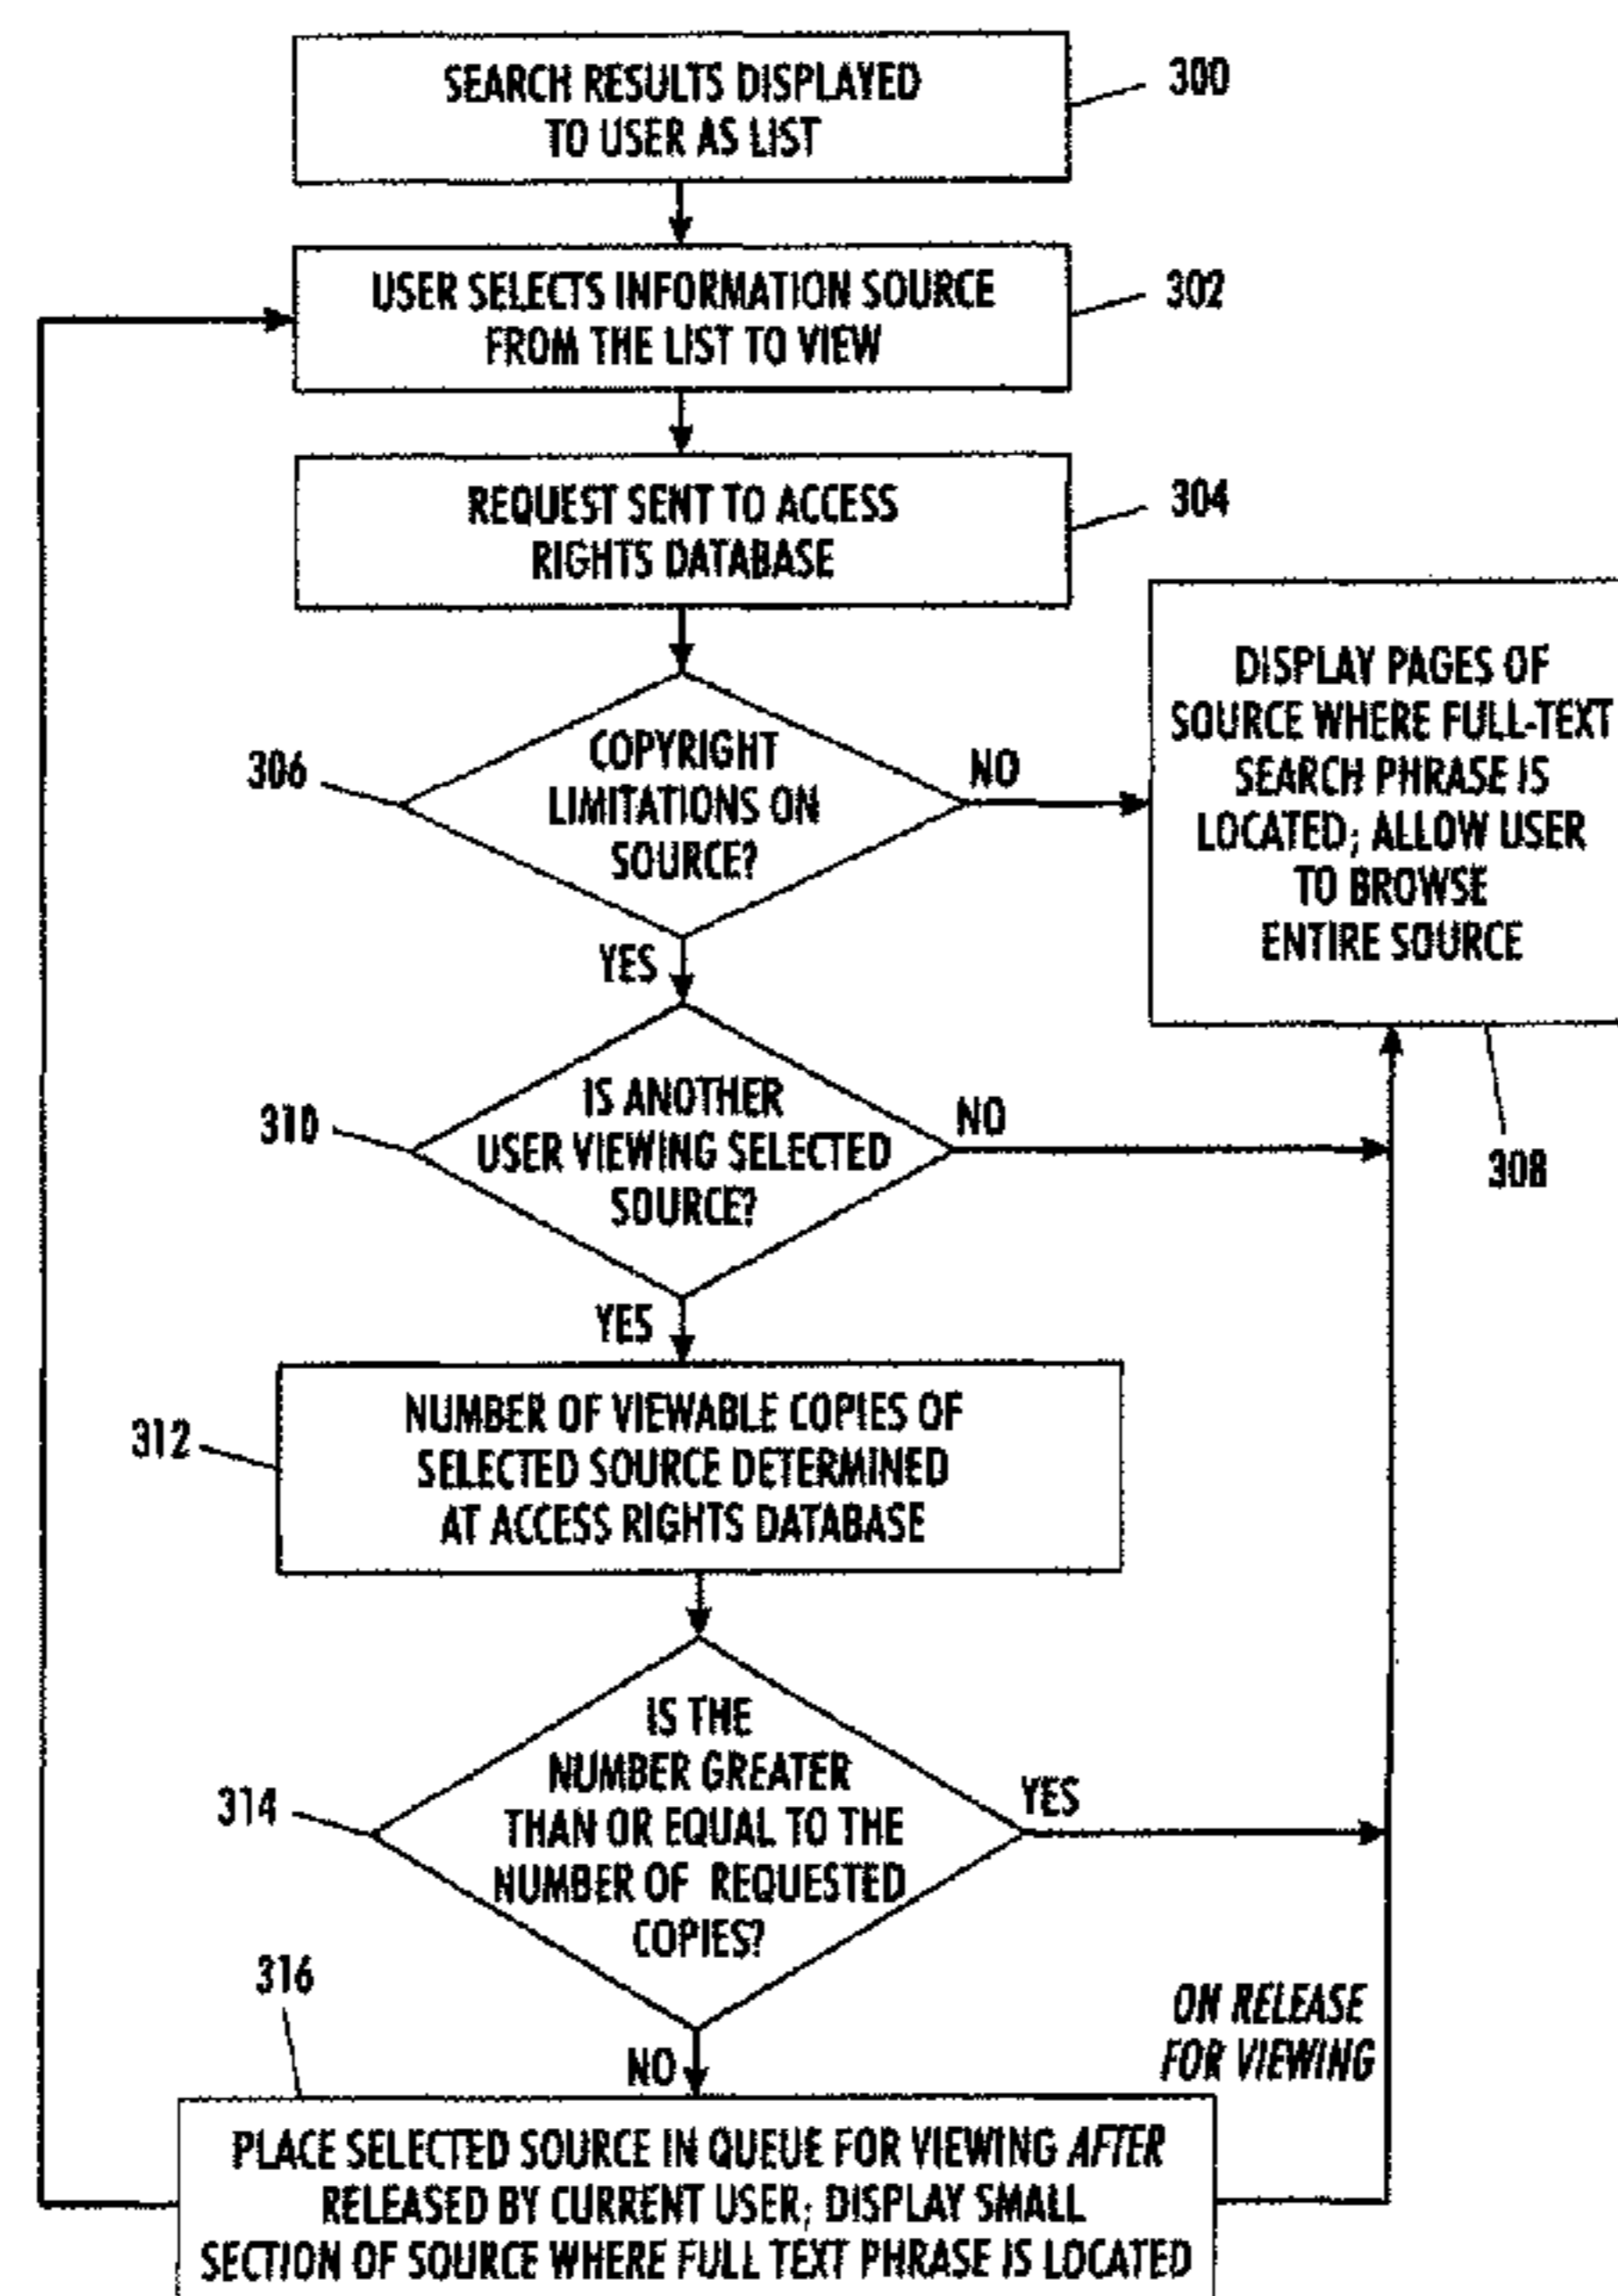 SEARCH RESULTS DISPLAYED
TO USER AS LIST
300
USER SELECTS INFORMATION SOURCE
FROM THE LIST TO VIEW
302
REQUEST SENT TO ACCESS
RIGHTS DATABASE
304
306
COPYRIGHT
LIMITATIONS ON
SOURCE?
NO
DISPLAY PAGES OF
SOURCE WHERE FULL-TEXT
SEARCH PHRASE IS
LOCATED; ALLOW USER
TO BROWSE
ENTIRE SOURCE
308
YES
310
IS ANOTHER
USER VIEWING SELECTED
SOURCE?
NO
YES
312
NUMBER OF VIEWABLE COPIES OF
SELECTED SOURCE DETERMINED
AT ACCESS RIGHTS DATABASE
314
IS THE
NUMBER GREATER
THAN OR EQUAL TO THE
NUMBER OF REQUESTED
COPIES?
YES
316
NO
ON RELEASE
FOR VIEWING
PLACE SELECTED SOURCE IN QUEUE FOR VIEWING AFTER
RELEASED BY CURRENT USER; DISPLAY SMALL
SECTION OF SOURCE WHERE FULL TEXT PHRASE IS LOCATED